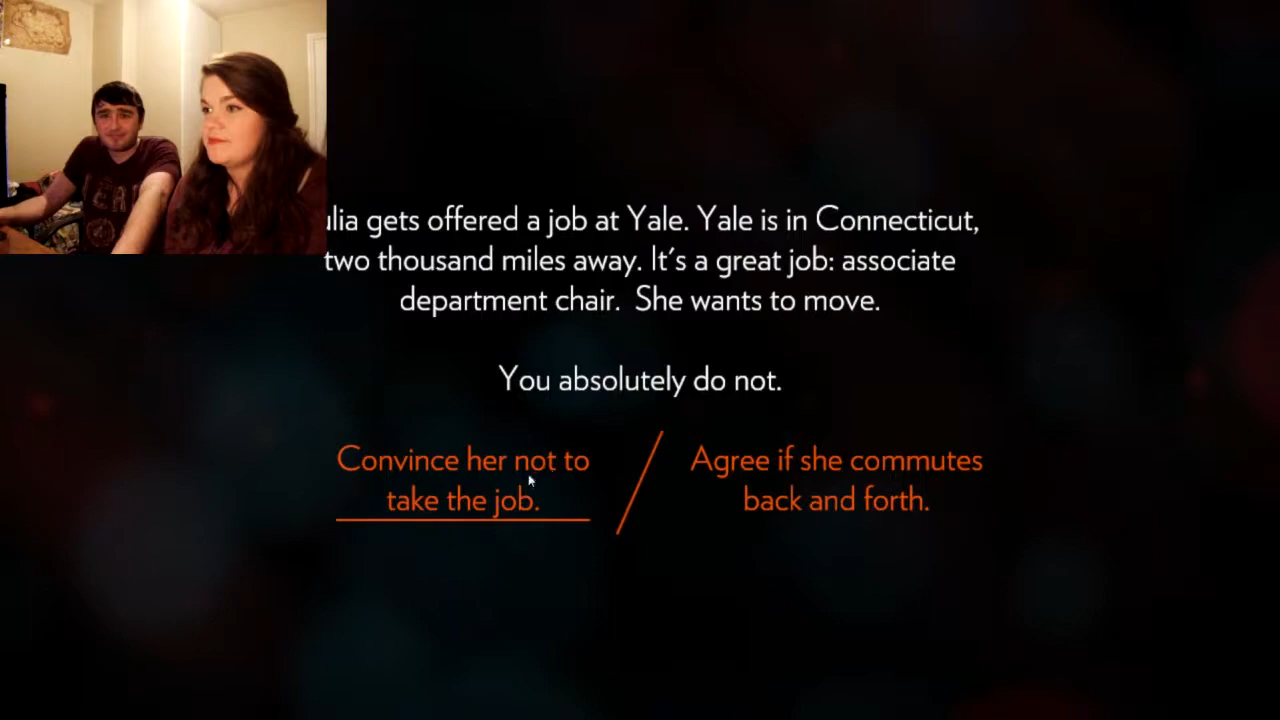 ulia gets offered a job at Yale. Yale is in Connecticut,
two thousand miles away. It's a great job: associate
department chair. She wants to move.
You absolutely do not.
Convince her not to
take the job.
/
Agree if she commutes
back and forth.